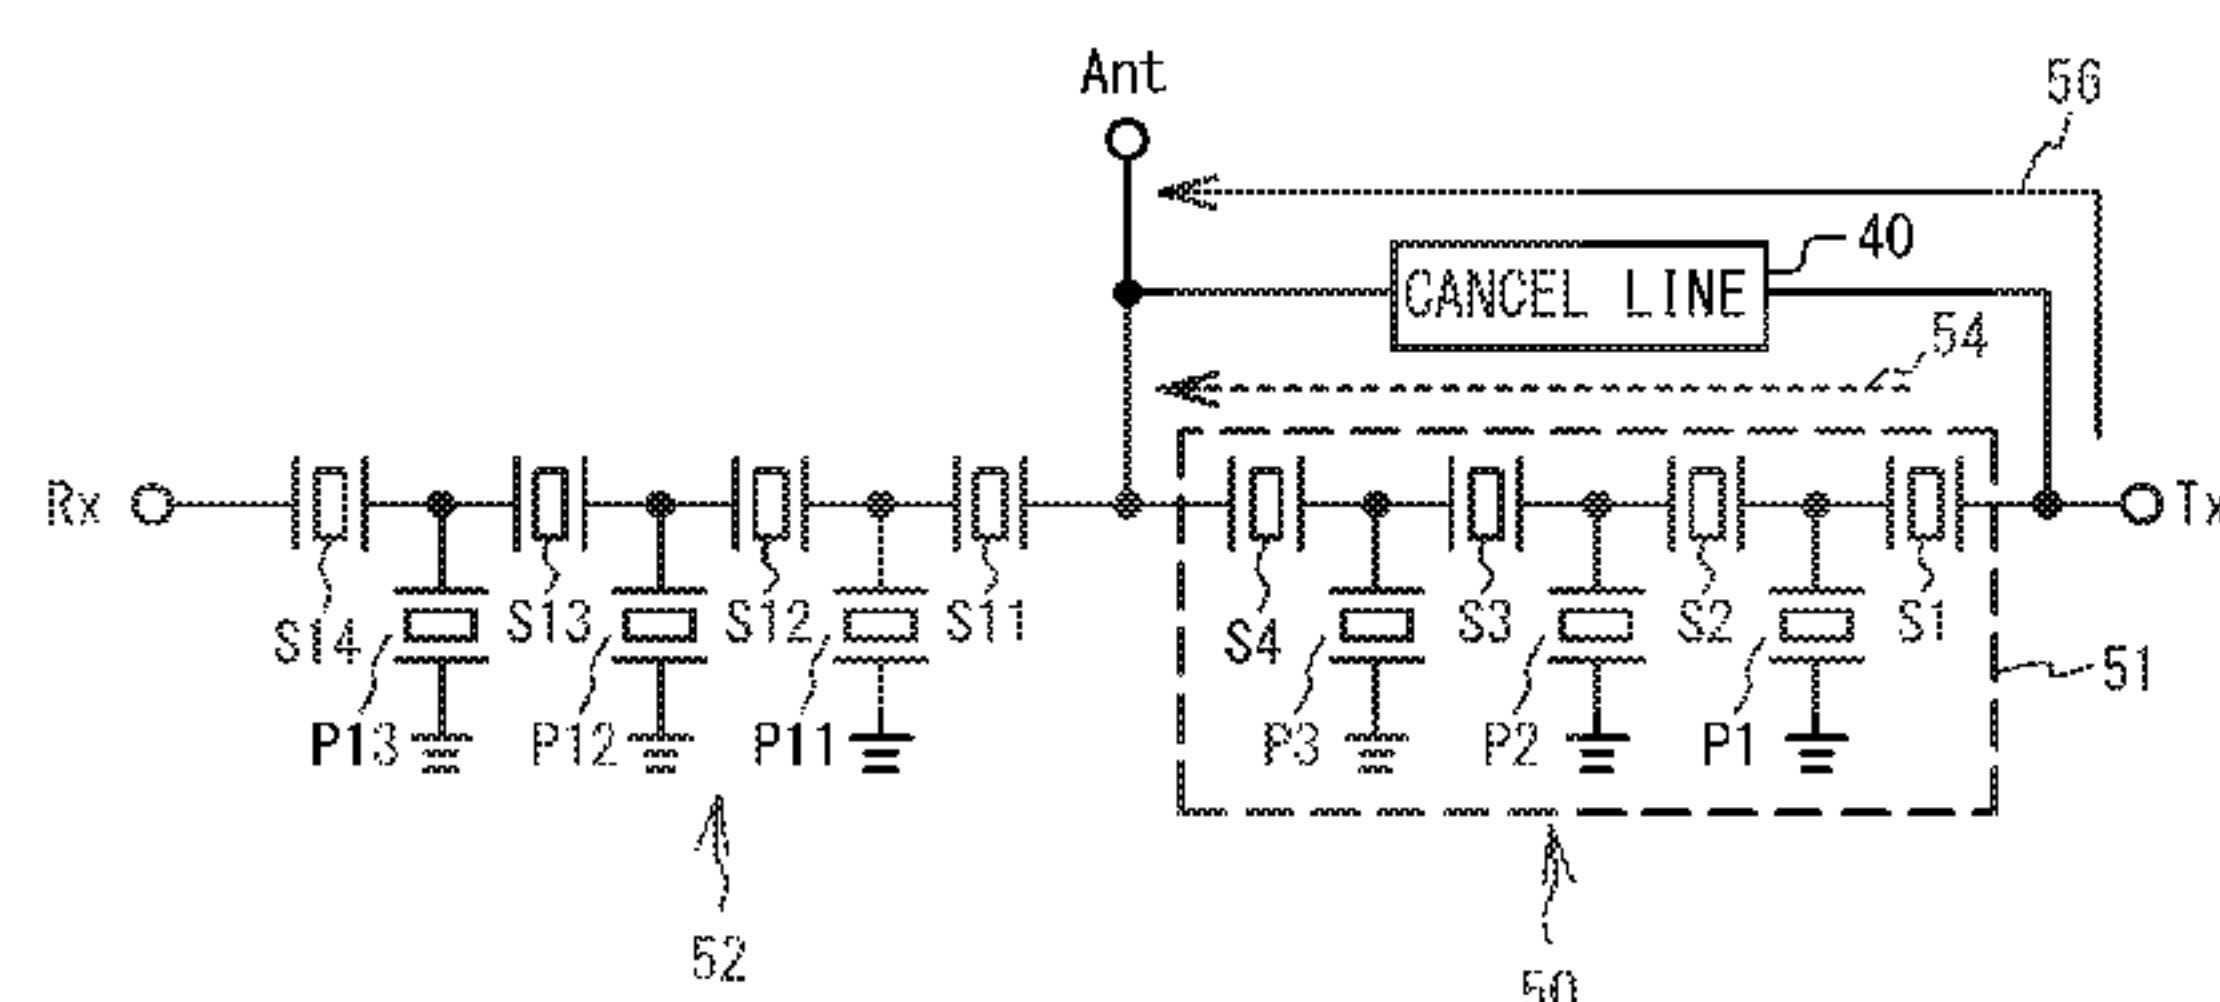 Ant
56
40
CANCEL LINE
54
Rx
Tx
S14
S13
S12
S11
S4
S3
S2
S1
51
P13
P12
P11
P3
P2
P1
52
50